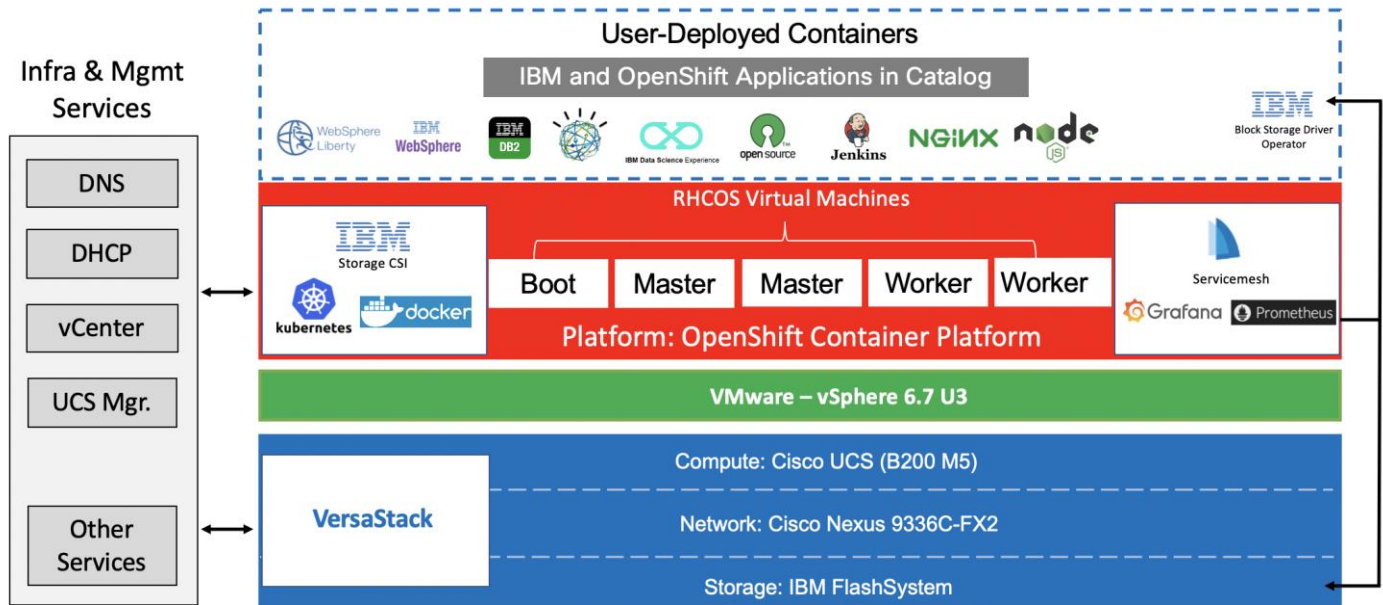 Infra & Mgmt
Services
DNS
DHCP
vCenter
UCS Mgr.
Other
Services
User-Deployed Containers
IBM and OpenShift Applications in Catalog
WebSphere
Liberty
IBM
WebSphere
IBM
DB2
IBM Data Science Experience
open source
TM
Jenkins
NGINX
node
JS
IBM
Block Storage Driver
Operator
RHCOS Virtual Machines
IBM
Storage CSI
kubernetes
docker
Boot
Master
Master
Worker
Worker
Platform: OpenShift Container Platform
Servicemesh
Grafana
Prometheus
VMware – vSphere 6.7 U3
VersaStack
Compute: Cisco UCS (B200 M5)
Network: Cisco Nexus 9336C-FX2
Storage: IBM FlashSystem